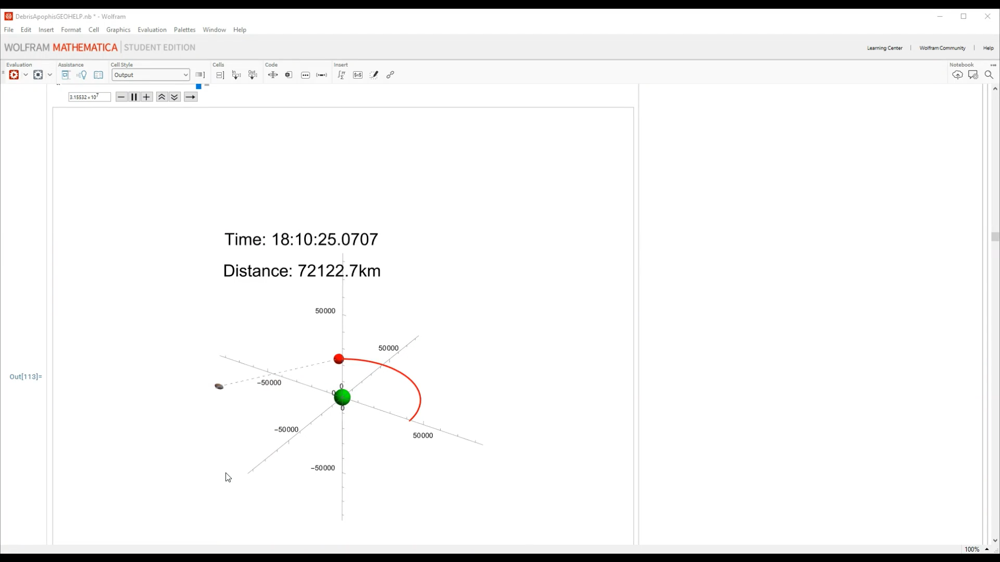 DebrisApophisGEOHELP.nb * - Wolfram
File Edit Insert Format Cell Graphics Evaluation Palettes Window Help
WOLFRAM MATHEMATICA | STUDENT EDITION
Learning Center | Wolfram Community | Help
Evaluation Assistance Cell Style Cells Code Insert Notebook
Output
In Out
3.15532×10^7
Time: 18:10:25.0707
Distance: 72122.7km
50000
50000
Out[113]=
−50000
0
0
0
−50000
50000
−50000
100%